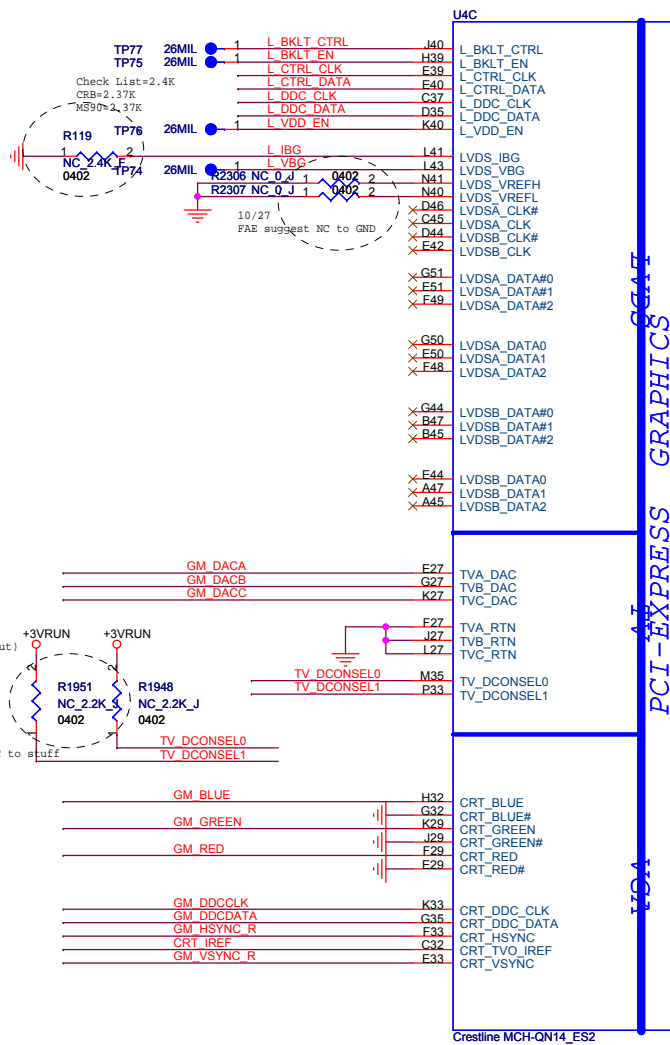 U4C
TP77 26MIL 1 L_BKLT_CTRL J40 L_BKLT_CTRL
TP75 26MIL 1 L_BKLT_EN H39 L_BKLT_EN
L_CTRL_CLK E39 L_CTRL_CLK
Check List=2.4K L_CTRL_DATA E40 L_CTRL_DATA
CRB=2.37K L_DDC_CLK C37 L_DDC_CLK
MS90=2.37K L_DDC_DATA D35 L_DDC_DATA
TP76 26MIL 1 L_VDD_EN K40 L_VDD_EN
R119
1 2 L_IBG L41 LVDS_IBG
NC_2.4K_F TP74 26MIL 1 L_VBG L43 LVDS_VBG
0402
R2306 NC_0_J 1 0402 2 N41 LVDS_VREFH
R2307 NC_0_J 1 0402 2 N40 LVDS_VREFL
D46 LVDSA_CLK#
10/27 C45 LVDSA_CLK
FAE suggest NC to GND D44 LVDSB_CLK#
E42 LVDSB_CLK
G51 LVDSA_DATA#0
E51 LVDSA_DATA#1
F49 LVDSA_DATA#2
G50 LVDSA_DATA0
E50 LVDSA_DATA1
F48 LVDSA_DATA2
G44 LVDSB_DATA#0
B47 LVDSB_DATA#1
B45 LVDSB_DATA#2
E44 LVDSB_DATA0
A47 LVDSB_DATA1
A45 LVDSB_DATA2
LVDS
PCI-EXPRESS GRAPHICS
GM_DACA E27 TVA_DAC
GM_DACB G27 TVB_DAC
GM_DACC K27 TVC_DAC
F27 TVA_RTN
J27 TVB_RTN
L27 TVC_RTN
TV
+3VRUN +3VRUN
ut)
TV_DCONSEL0 M35 TV_DCONSEL0
TV_DCONSEL1 P33 TV_DCONSEL1
2 2
R1951 R1948
NC_2.2K_J NC_2.2K_J
0402 0402
1 1
TV_DCONSEL0
TV_DCONSEL1
to stuff
GM_BLUE H32 CRT_BLUE
G32 CRT_BLUE#
GM_GREEN K29 CRT_GREEN
J29 CRT_GREEN#
GM_RED F29 CRT_RED
E29 CRT_RED#
VGA
GM_DDCCLK K33 CRT_DDC_CLK
GM_DDCDATA G35 CRT_DDC_DATA
GM_HSYNC_R F33 CRT_HSYNC
CRT_IREF C32 CRT_TVO_IREF
GM_VSYNC_R E33 CRT_VSYNC
Crestline MCH-QN14_ES2